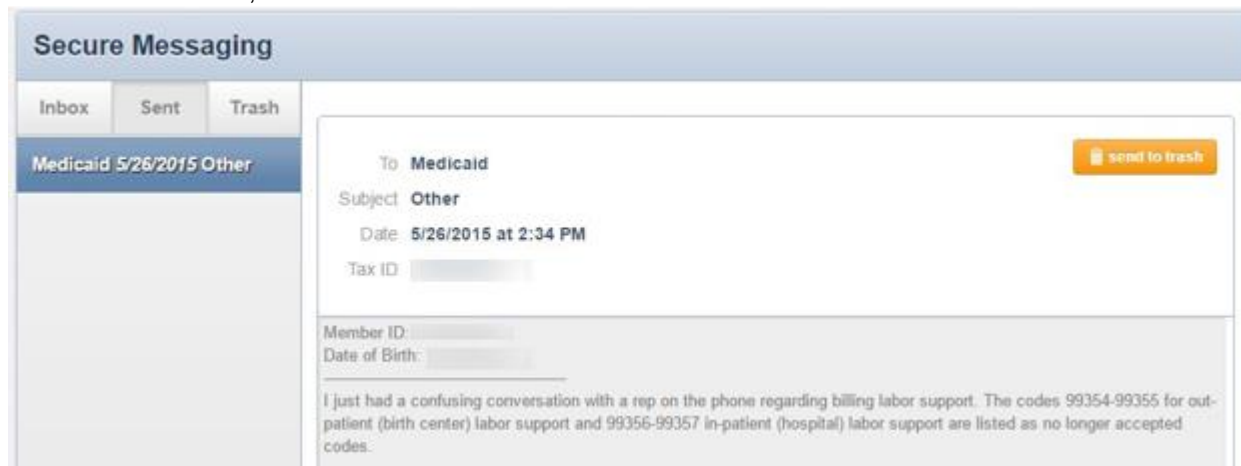 Secure Messaging
Inbox Sent Trash
Medicaid 5/26/2015 Other
send to trash
To Medicaid
Subject Other
Date 5/26/2015 at 2:34 PM
Tax ID
Member ID:
Date of Birth:
I just had a confusing conversation with a rep on the phone regarding billing labor support. The codes 99354-99355 for out-
patient (birth center) labor support and 99356-99357 in-patient (hospital) labor support are listed as no longer accepted
codes.